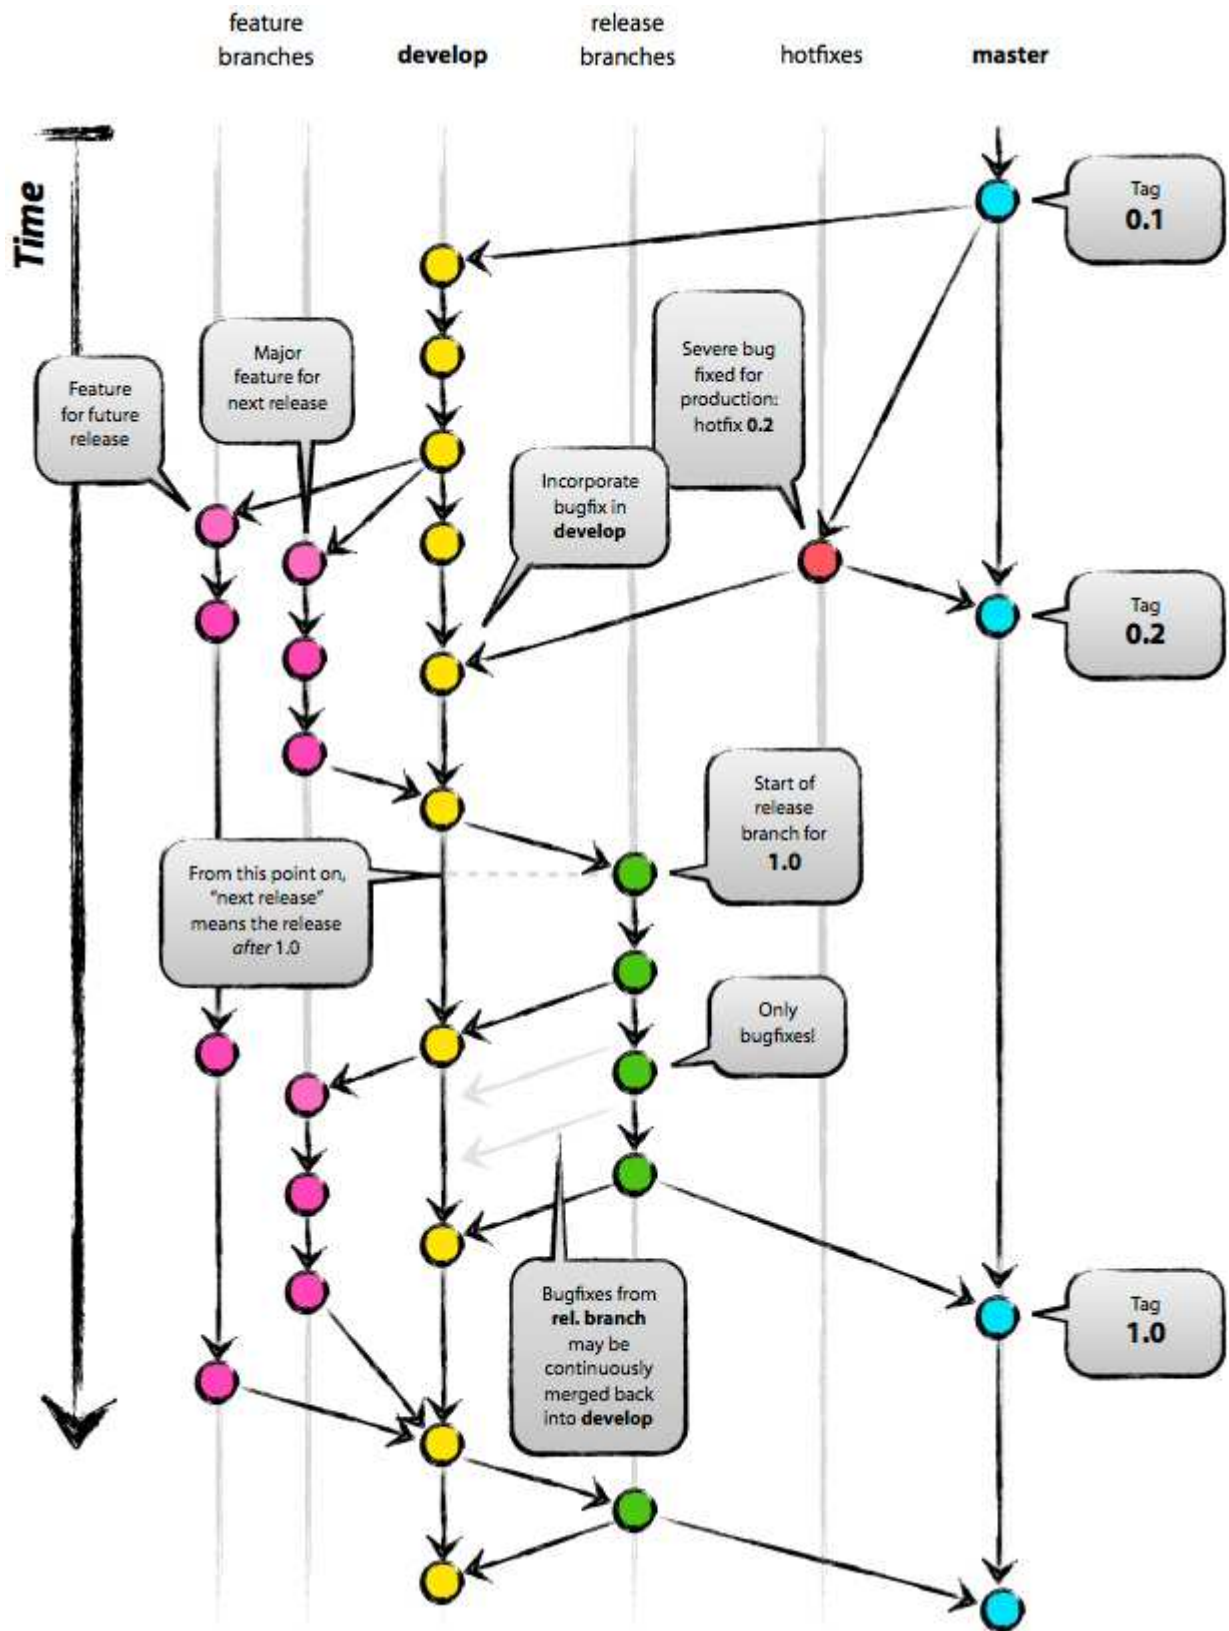 feature
branches
develop
release
branches
hotfixes
master
Time
Tag
0.1
Major
feature for
next release
Severe bug
fixed for
production:
hotfix 0.2
Feature
for future
release
Incorporate
bugfix in
develop
Tag
0.2
Start of
release
branch for
1.0
From this point on,
“next release”
means the release
after 1.0
Only
bugfixes!
Bugfixes from
rel. branch
may be
continuously
merged back
into develop
Tag
1.0